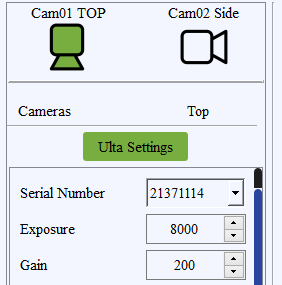 Cam01 TOP Cam02 Side
Cameras Top
Ulta Settings
Serial Number 21371114
Exposure 8000
Gain 200